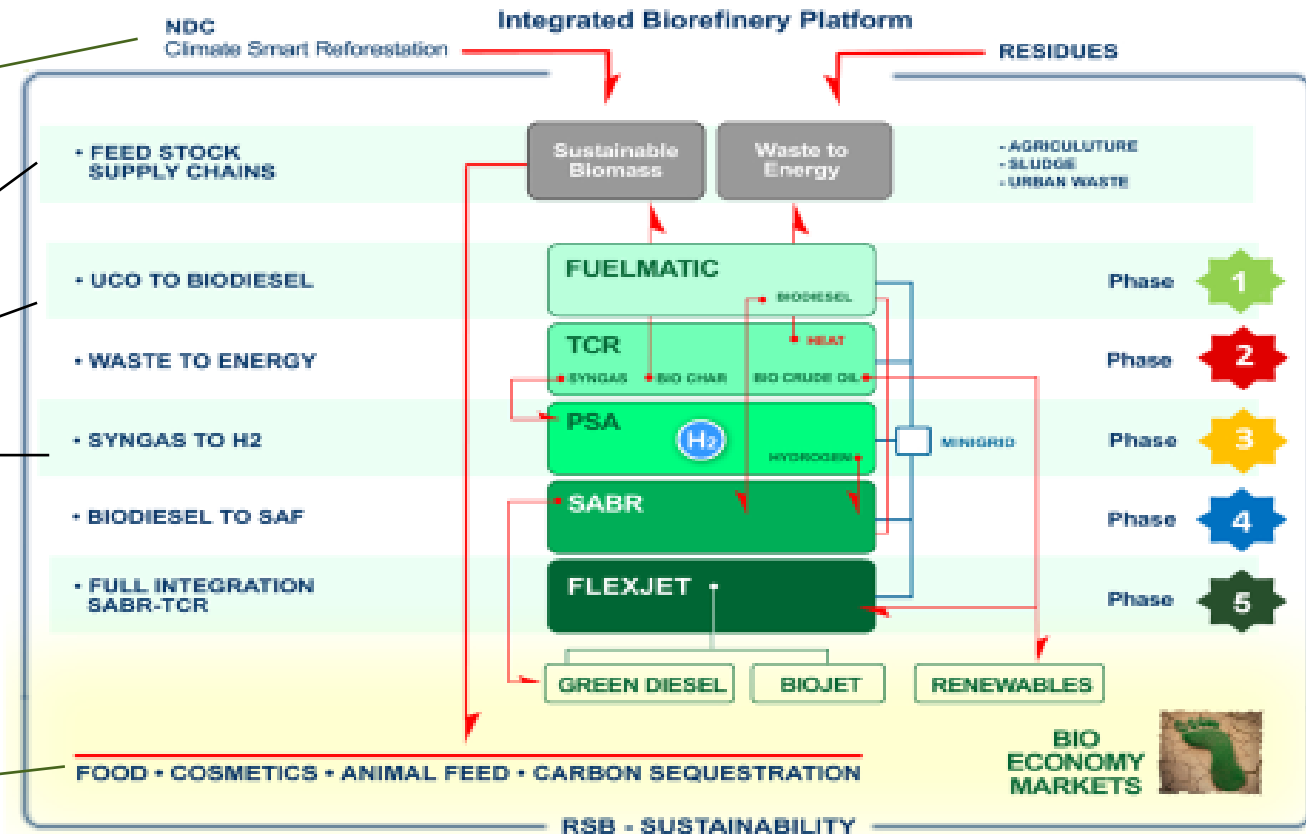 Integrated Biorefinery Platform
NDC
Climate Smart Reforestation
RESIDUES
• FEED STOCK
SUPPLY CHAINS
Sustainable
Biomass
Waste to
Energy
- AGRICULUTURE
- SLUDGE
- URBAN WASTE
• UCO TO BIODIESEL
FUELMATIC
BIODIESEL
Phase 1
• WASTE TO ENERGY
TCR
HEAT
SYNGAS
BIO CHAR
BIO CRUDE OIL
Phase 2
• SYNGAS TO H2
PSA
H2
HYDROGEN
MINIGRID
Phase 3
• BIODIESEL TO SAF
SABR
Phase 4
• FULL INTEGRATION
SABR-TCR
FLEXJET
Phase 5
GREEN DIESEL
BIOJET
RENEWABLES
BIO
ECONOMY
MARKETS
FOOD • COSMETICS • ANIMAL FEED • CARBON SEQUESTRATION
RSB - SUSTAINABILITY